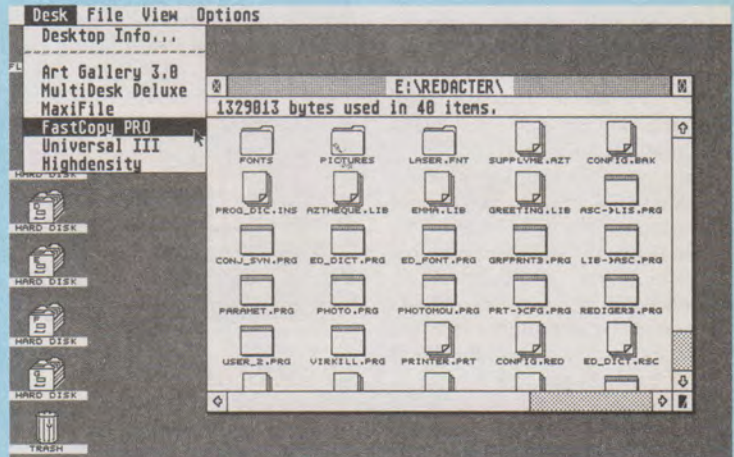 Desk File View Options
Desktop Info...
Art Gallery 3.0
MultiDesk Deluxe
MaxiFile
FastCopy PRO
Universal III
Highdensity
FL
HARD DISK
HARD DISK
HARD DISK
HARD DISK
HARD DISK
TRASH
E:\REDACTER\
1329013 bytes used in 40 items.
FONTS PICTURES LASER.FNT SUPPLVME.AZT CONFIG.BAK
PROG_DIC.INS AZTHEQUE.LIB EMMA.LIB GREETING.LIB ASC->LIS.PRG
CONJ_SYN.PRG ED_DICT.PRG ED_FONT.PRG GRFPRNT3.PRG LIB->ASC.PRG
PARAMET.PRG PHOTO.PRG PHOTOMOU.PRG PRT->CFG.PRG REDIGER3.PRG
USER_2.PRG VIRKILL.PRG PRINTER.PRT CONFIG.RED ED_DICT.RSC